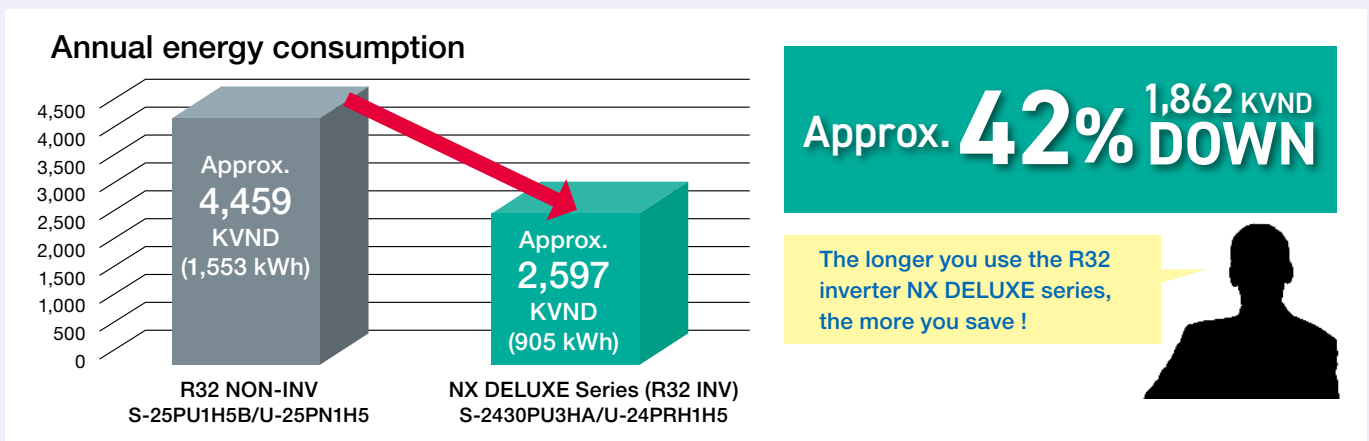 Annual energy consumption
4,500
4,000
3,500
3,000
2,500
2,000
1,500
1,000
500
0
Approx.
4,459
KVND
(1,553 kWh)
Approx.
2,597
KVND
(905 kWh)
R32 NON-INV
S-25PU1H5B/U-25PN1H5
NX DELUXE Series (R32 INV)
S-2430PU3HA/U-24PRH1H5
Approx. 42% 1,862 KVND
DOWN
The longer you use the R32
inverter NX DELUXE series,
the more you save !